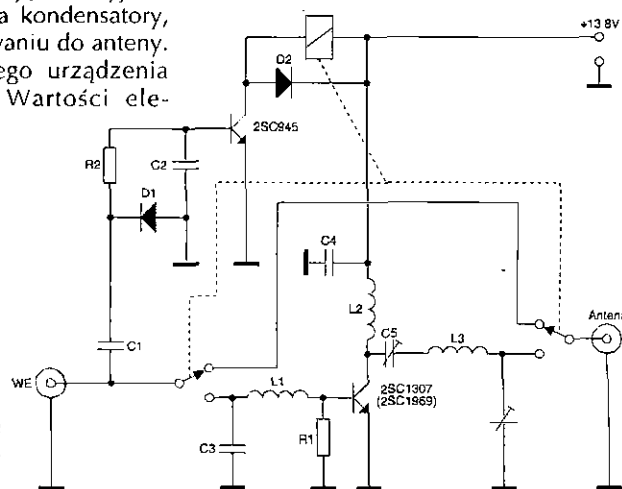 a kondensatory,
waniu do anteny.
ego urządzenia
Wartości ele-
+13 8V
D2
2SC945
R2
C2
D1
C4
L2
C1
C5
L3
Antena
WE
L1
2SC1307
(2SC1969)
C3
R1